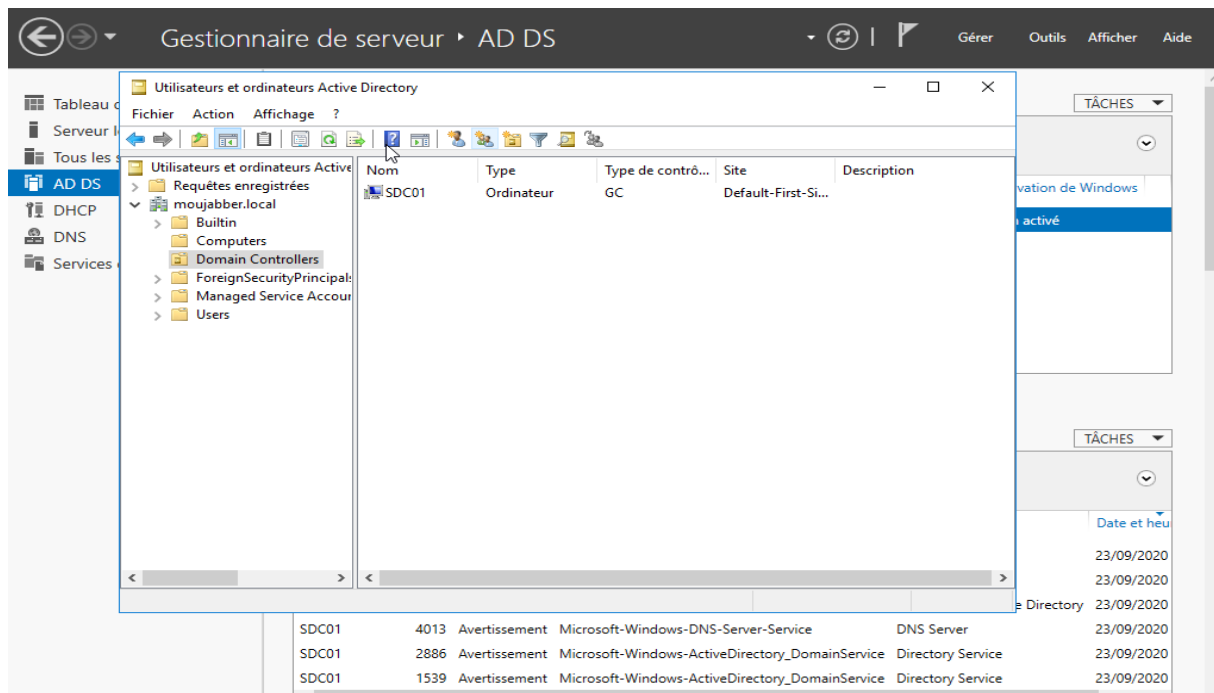 Gestionnaire de serveur ‣ AD DS
Gérer Outils Afficher Aide
Utilisateurs et ordinateurs Active Directory
Fichier Action Affichage ?
Tableau
Serveur
Tous les
AD DS
DHCP
DNS
Services
Utilisateurs et ordinateurs Active
Requêtes enregistrées
moujabber.local
Builtin
Computers
Domain Controllers
ForeignSecurityPrincipals
Managed Service Accour
Users
Nom Type Type de contrô... Site Description
SDC01 Ordinateur GC Default-First-Si...
TÂCHES
vation de Windows
activé
TÂCHES
Date et heu
23/09/2020
23/09/2020
e Directory 23/09/2020
SDC01 4013 Avertissement Microsoft-Windows-DNS-Server-Service DNS Server 23/09/2020
SDC01 2886 Avertissement Microsoft-Windows-ActiveDirectory_DomainService Directory Service 23/09/2020
SDC01 1539 Avertissement Microsoft-Windows-ActiveDirectory_DomainService Directory Service 23/09/2020